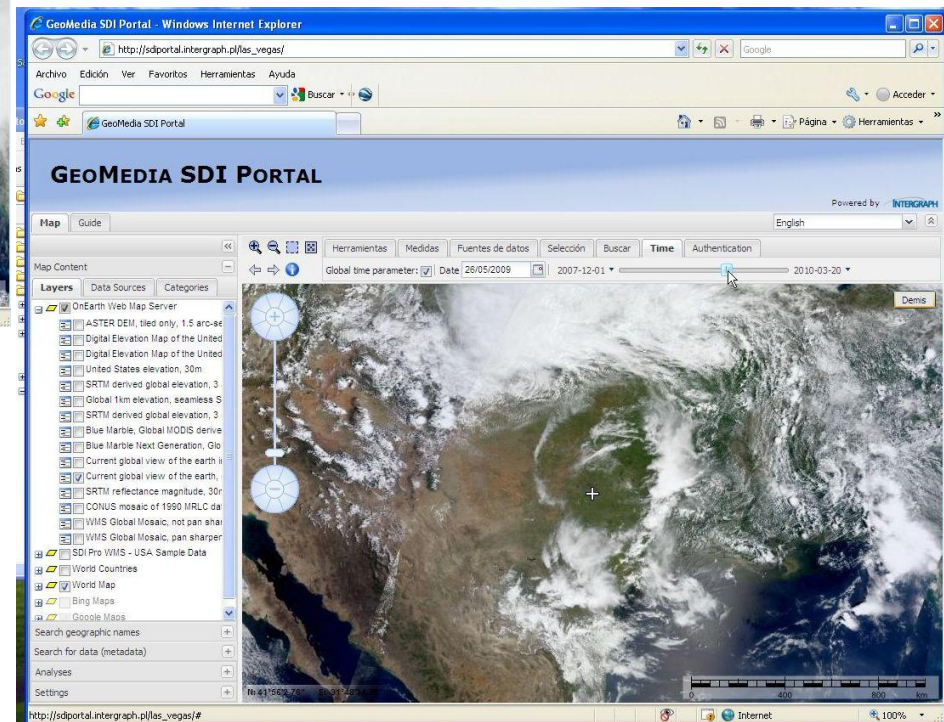 GeoMedia SDI Portal - Windows Internet Explorer
http://sdiportal.intergraph.pl/las_vegas/
Google
Archivo Edición Ver Favoritos Herramientas Ayuda
Google Buscar Acceder
GeoMedia SDI Portal Página Herramientas
GEOMEDIA SDI PORTAL
Powered by INTERGRAPH
Map Guide English
Herramientas Medidas Fuentes de datos Selección Buscar Time Authentication
Map Content
Global time parameter: Date 26/05/2009 2007-12-01 2010-03-20
Layers Data Sources Categories
Demis
OnEarth Web Map Server
ASTER DEM, tiled only, 1.5 arc-se
Digital Elevation Map of the United
Digital Elevation Map of the United
United States elevation, 30m
SRTM derived global elevation, 3
Global 1km elevation, seamless S
SRTM derived global elevation, 3
Blue Marble, Global MODIS derive
Blue Marble Next Generation, Glo
Current global view of the earth i
Current global view of the earth,
SRTM reflectance magnitude, 30
CONUS mosaic of 1990 MRLC da
WMS Global Mosaic, not pan shar
WMS Global Mosaic, pan sharper
SDI Pro WMS - USA Sample Data
World Countries
World Map
Bing Maps
Google Maps
Search geographic names
Search for data (metadata)
Analyses
Settings
0 400 800 km
http://sdiportal.intergraph.pl/las_vegas/# Internet 100%